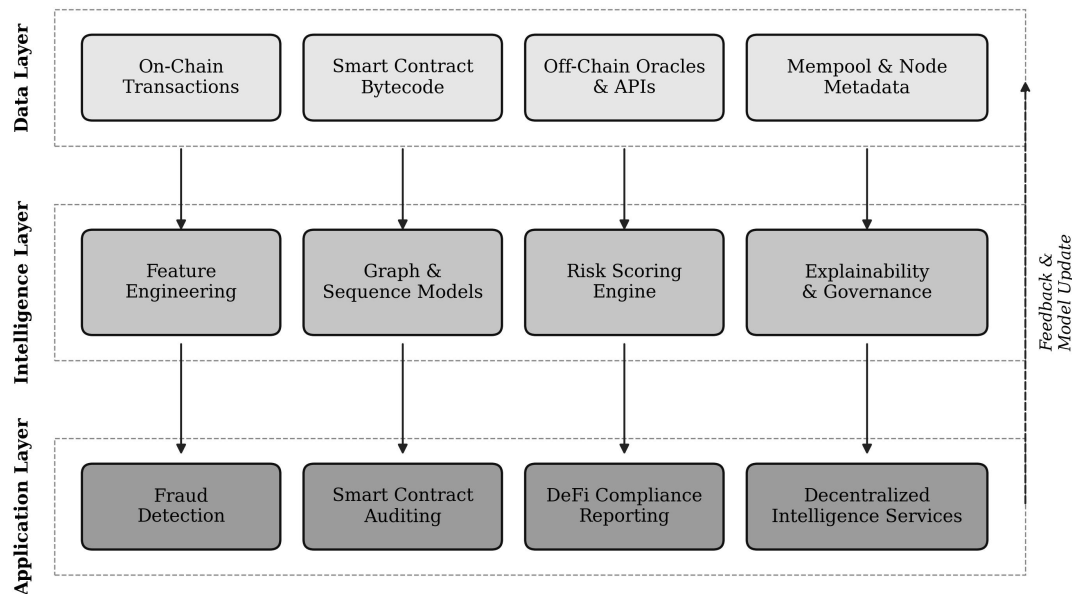 Data Layer
On-Chain
Transactions
Smart Contract
Bytecode
Off-Chain Oracles
& APIs
Mempool & Node
Metadata
Intelligence Layer
Feature
Engineering
Graph &
Sequence Models
Risk Scoring
Engine
Explainability
& Governance
Feedback &
Model Update
Application Layer
Fraud
Detection
Smart Contract
Auditing
DeFi Compliance
Reporting
Decentralized
Intelligence Services